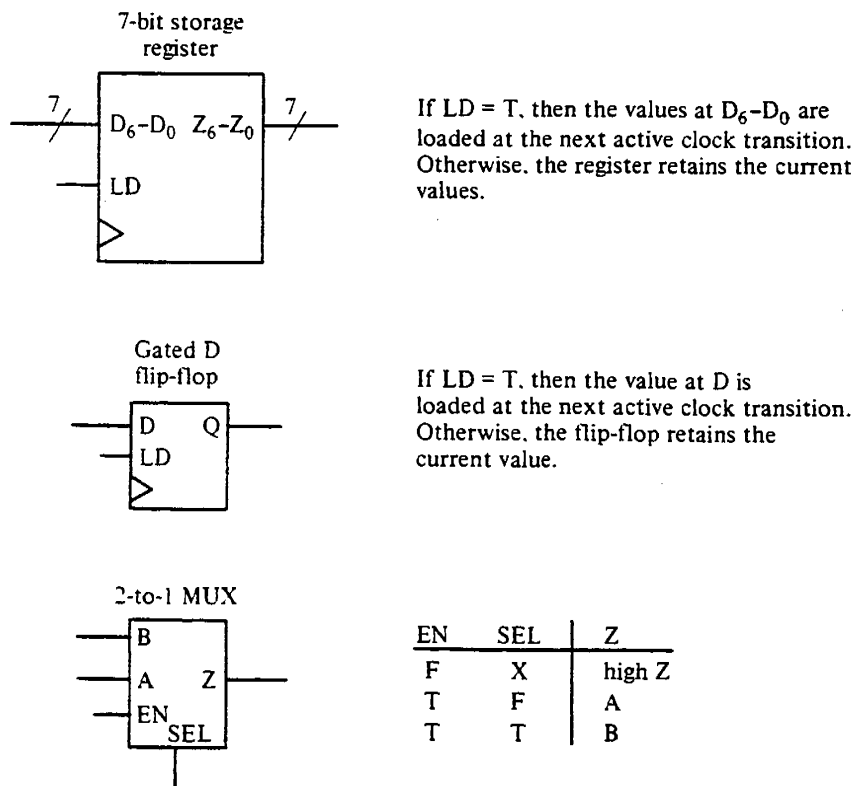 7-bit storage
register
7
D6-D0 Z6-Z0
7
LD
If LD = T, then the values at D6-D0 are
loaded at the next active clock transition.
Otherwise, the register retains the current
values.
Gated D
flip-flop
D Q
LD
If LD = T, then the value at D is
loaded at the next active clock transition.
Otherwise, the flip-flop retains the
current value.
2-to-1 MUX
B
A Z
EN
SEL
EN SEL Z
F X high Z
T F A
T T B